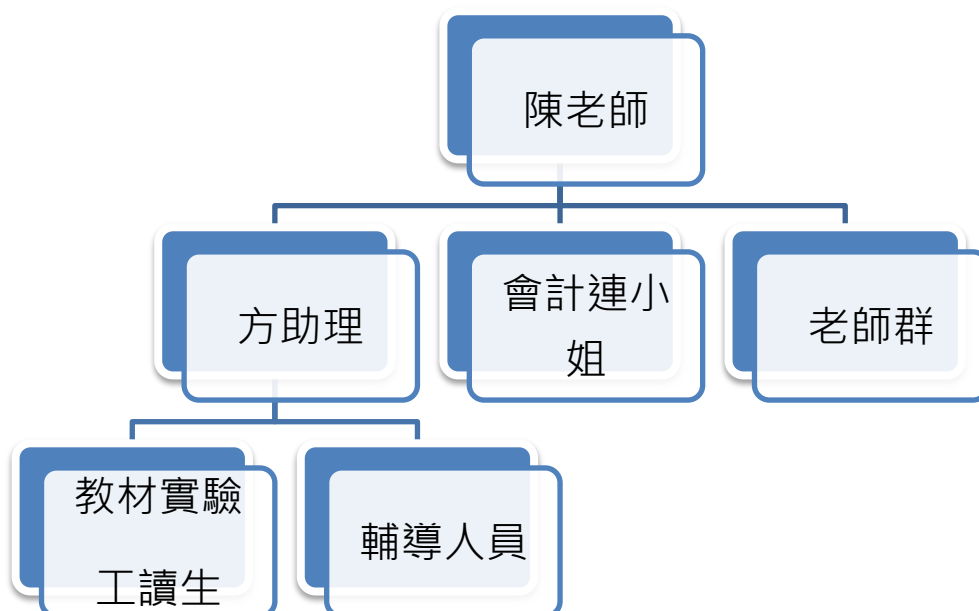 陳老師
方助理
會計連小
姐
老師群
教材實驗
工讀生
輔導人員